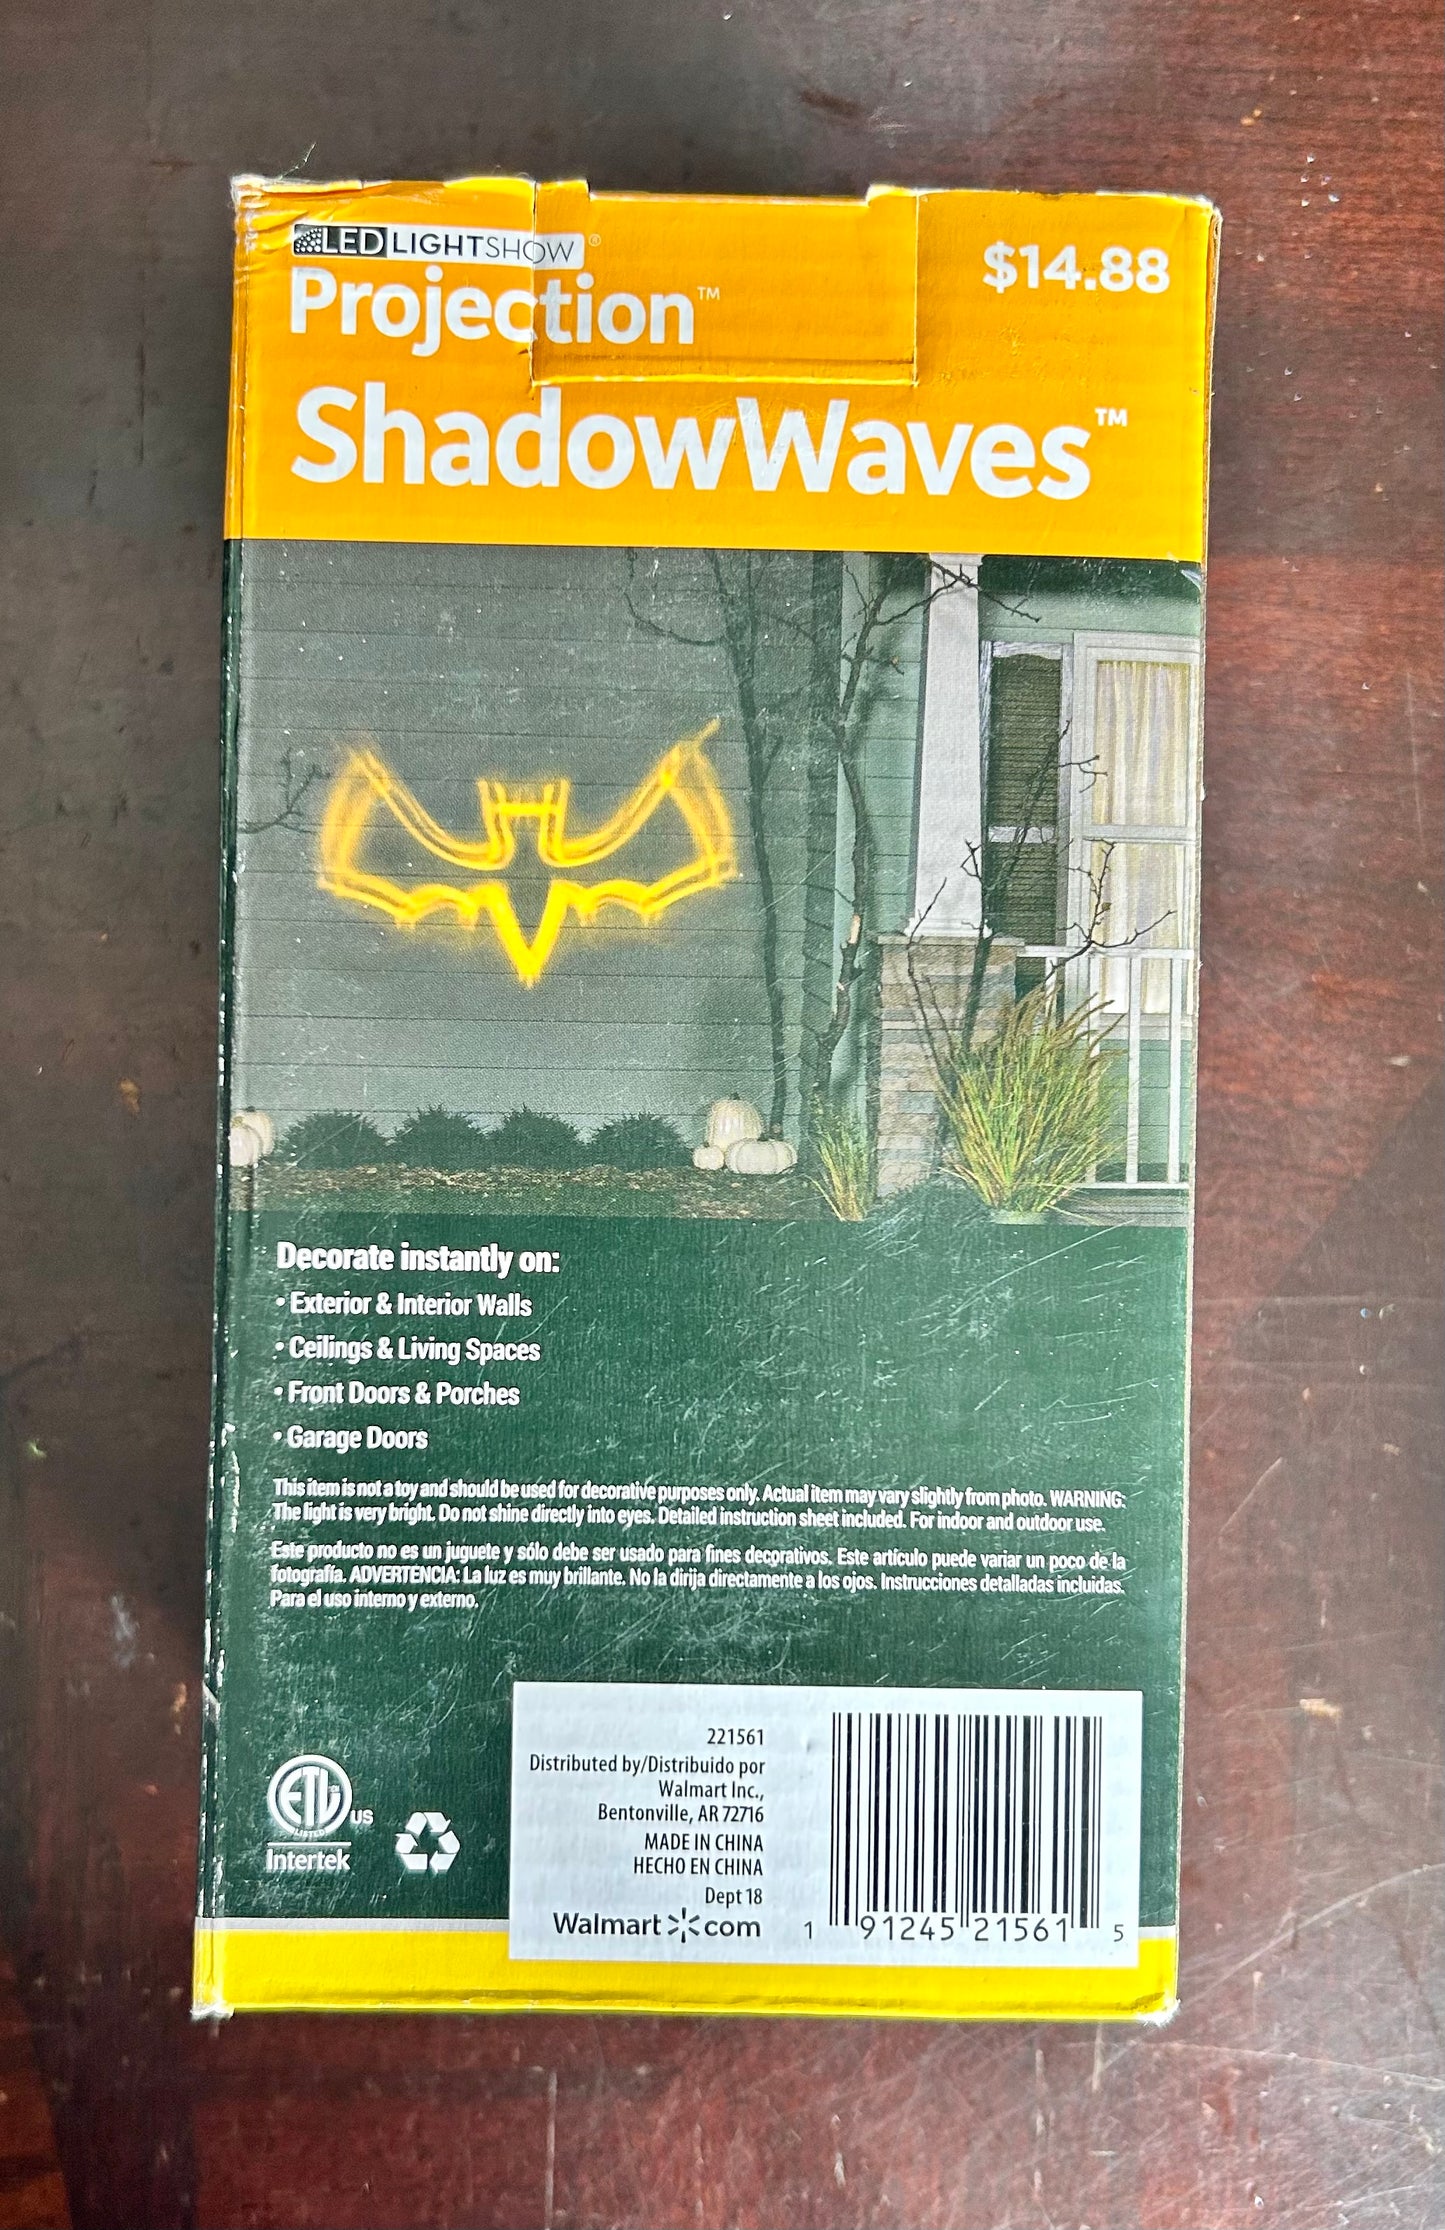 LEDLIGHTSHOW®
$14.88
Projection™
ShadowWaves™
Decorate instantly on:
• Exterior & Interior Walls
• Ceilings & Living Spaces
• Front Doors & Porches
• Garage Doors
This item is not a toy and should be used for decorative purposes only. Actual item may vary slightly from photo. WARNING:
The light is very bright. Do not shine directly into eyes. Detailed instruction sheet included. For indoor and outdoor use.
Este producto no es un juguete y sólo debe ser usado para fines decorativos. Este artículo puede variar un poco de la
fotografía. ADVERTENCIA: La luz es muy brillante. No la dirija directamente a los ojos. Instrucciones detalladas incluidas.
Para el uso interno y externo.
ETL
LISTED
US
Intertek
221561
Distributed by/Distribuido por
Walmart Inc.,
Bentonville, AR 72716
MADE IN CHINA
HECHO EN CHINA
Dept 18
Walmart com
1 91245 21561 5